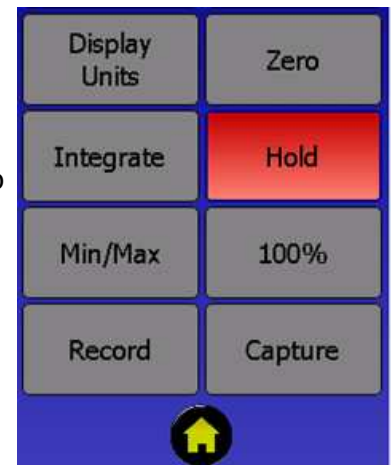 Display
Units
Zero
Integrate
Hold
Min/Max
100%
Record
Capture